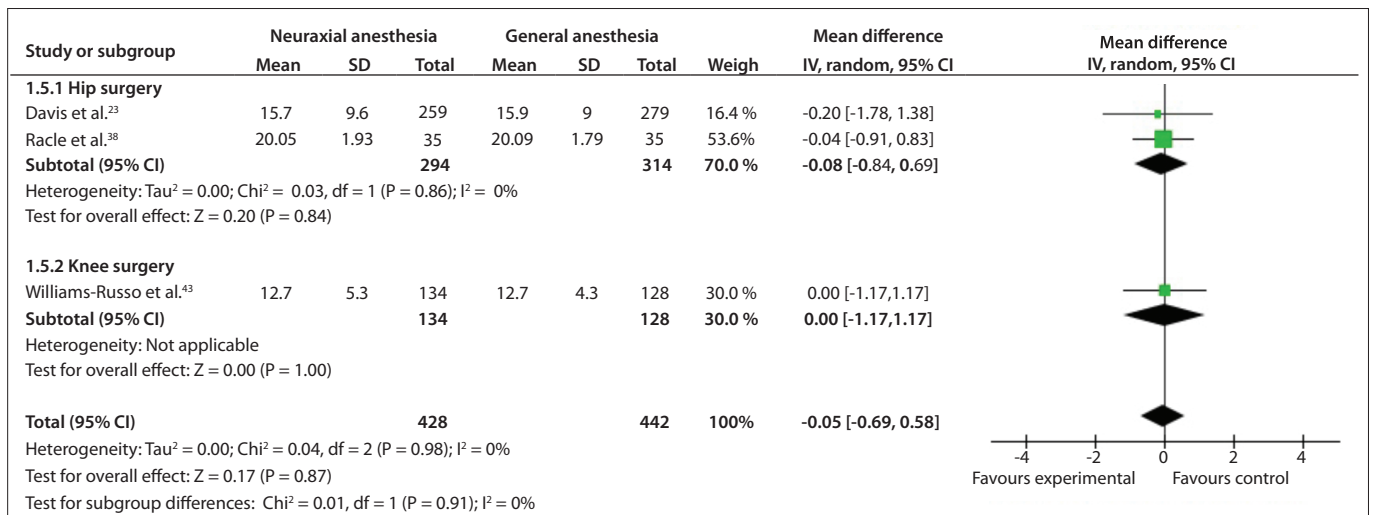 Study or subgroup Neuraxial anesthesia General anesthesia Mean difference Mean difference
Mean SD Total Mean SD Total Weigh IV, random, 95% CI IV, random, 95% CI
1.5.1 Hip surgery
Davis et al.²³ 15.7 9.6 259 15.9 9 279 16.4 % -0.20 [-1.78, 1.38]
Racle et al.³⁸ 20.05 1.93 35 20.09 1.79 35 53.6% -0.04 [-0.91, 0.83]
Subtotal (95% CI) 294 314 70.0 % -0.08 [-0.84, 0.69]
Heterogeneity: Tau² = 0.00; Chi² = 0.03, df = 1 (P = 0.86); I² = 0%
Test for overall effect: Z = 0.20 (P = 0.84)
1.5.2 Knee surgery
Williams-Russo et al.⁴³ 12.7 5.3 134 12.7 4.3 128 30.0 % 0.00 [-1.17,1.17]
Subtotal (95% CI) 134 128 30.0 % 0.00 [-1.17,1.17]
Heterogeneity: Not applicable
Test for overall effect: Z = 0.00 (P = 1.00)
Total (95% CI) 428 442 100% -0.05 [-0.69, 0.58]
Heterogeneity: Tau² = 0.00; Chi² = 0.04, df = 2 (P = 0.98); I² = 0%
Test for overall effect: Z = 0.17 (P = 0.87)
Test for subgroup differences: Chi² = 0.01, df = 1 (P = 0.91); I² = 0%
-4 -2 0 2 4
Favours experimental Favours control